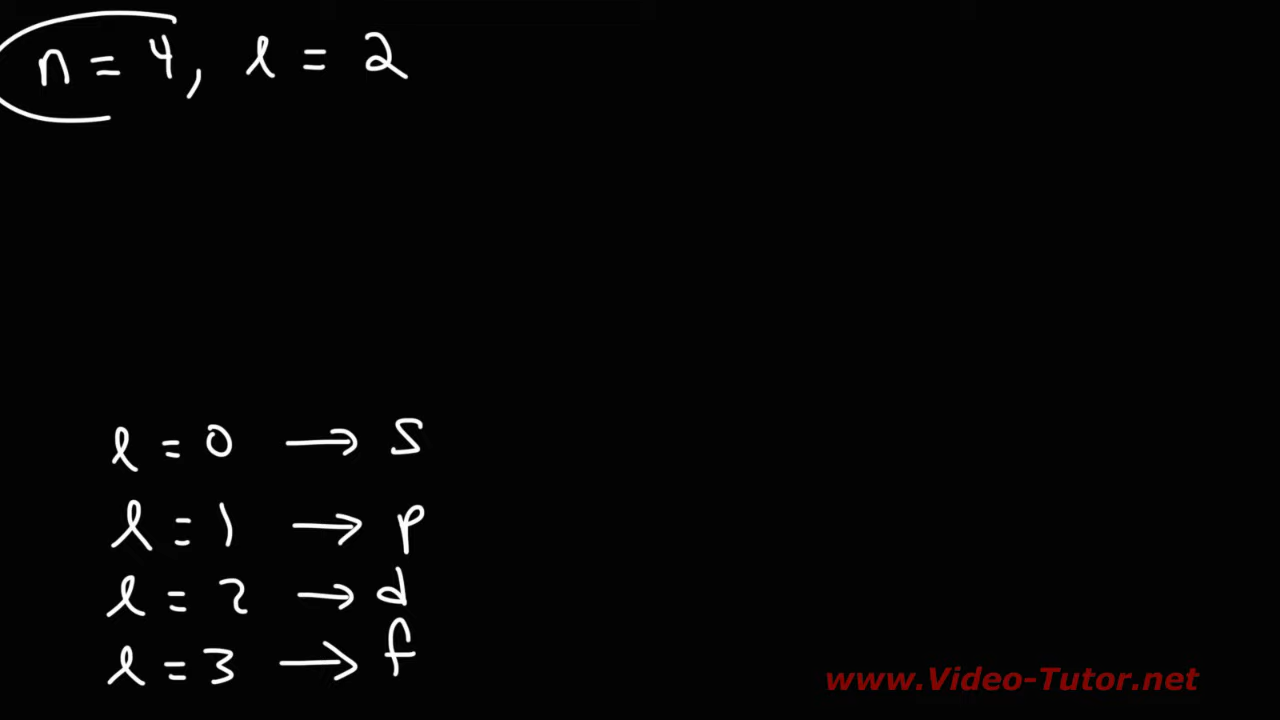 n = 4, l = 2
l = 0 → s
l = 1 → p
l = 2 → d
l = 3 → f
www.Video-Tutor.net